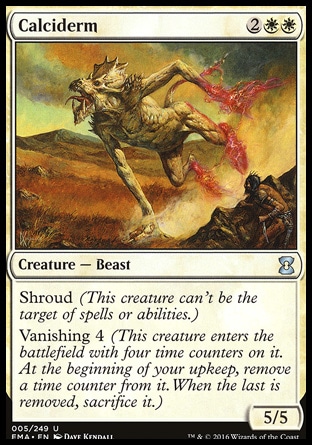 Calciderm 2
Creature — Beast
Shroud (This creature can't be the
target of spells or abilities.)
Vanishing 4 (This creature enters the
battlefield with four time counters on it.
At the beginning of your upkeep, remove
a time counter from it. When the last is
removed, sacrifice it.)
5/5
005/249 U
EMA • EN Dave Kendall
™ & © 2016 Wizards of the Coast